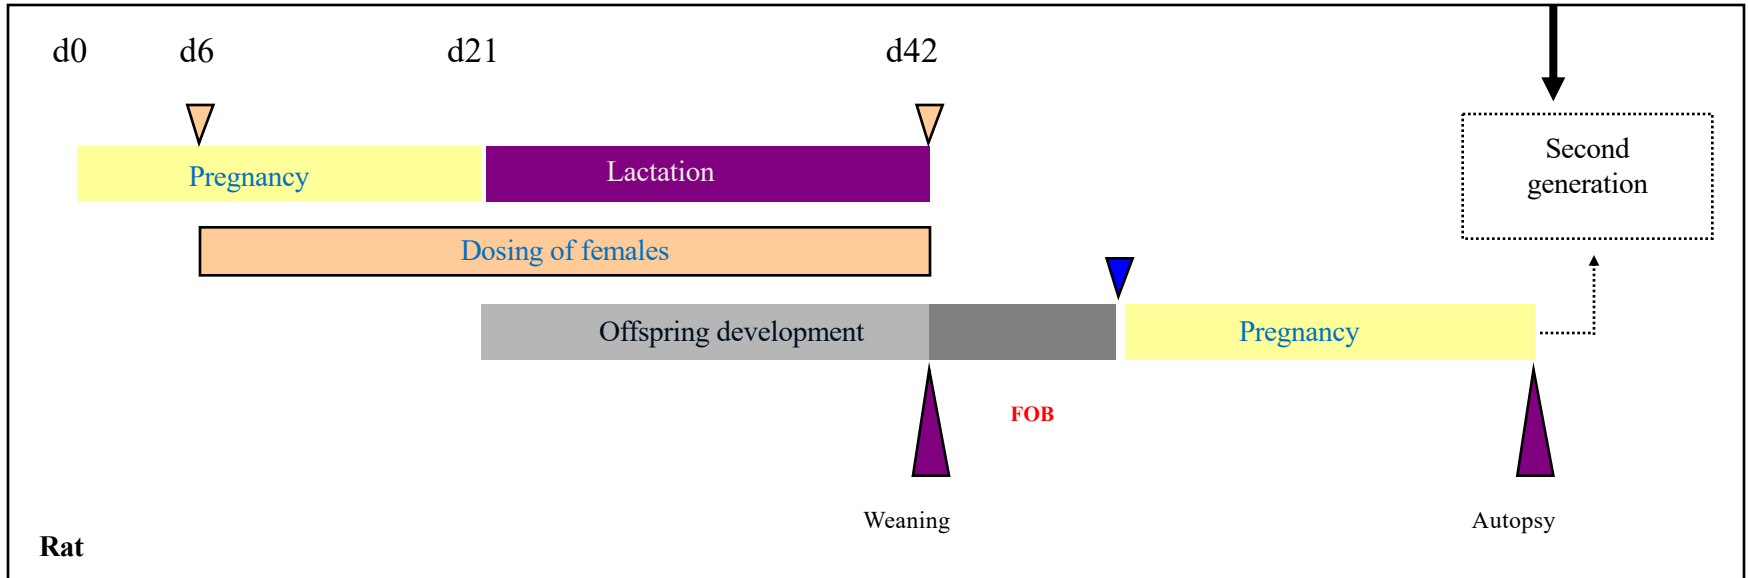 d0 d6 d21 d42
Second
generation
Pregnancy Lactation
Dosing of females
Offspring development Pregnancy
FOB
Weaning Autopsy
Rat